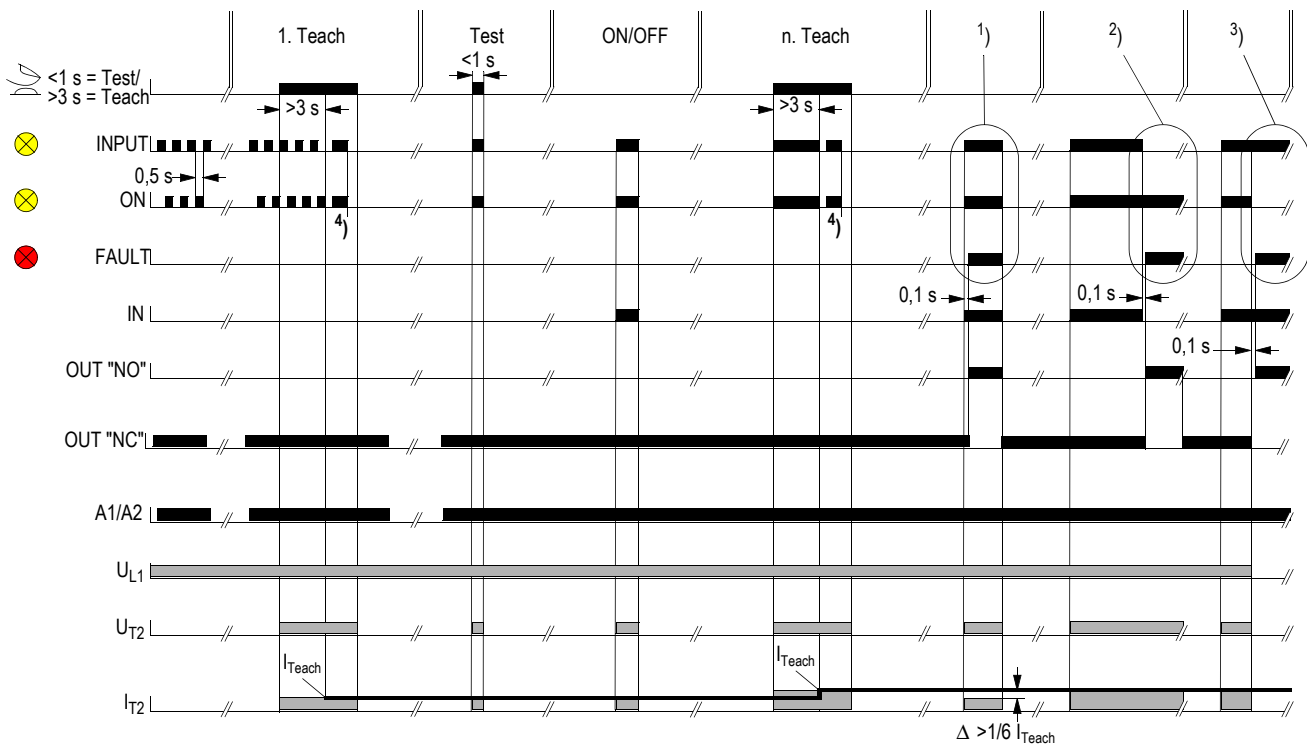 1. Teach
Test
ON/OFF
n. Teach
1)
2)
3)
<1 s = Test/
>3 s = Teach
<1 s
>3 s
>3 s
INPUT
0,5 s
ON
4)
4)
FAULT
0,1 s
0,1 s
IN
0,1 s
OUT "NO"
OUT "NC"
A1/A2
UL1
UT2
ITeach
ITeach
IT2
Δ >1/6 ITeach